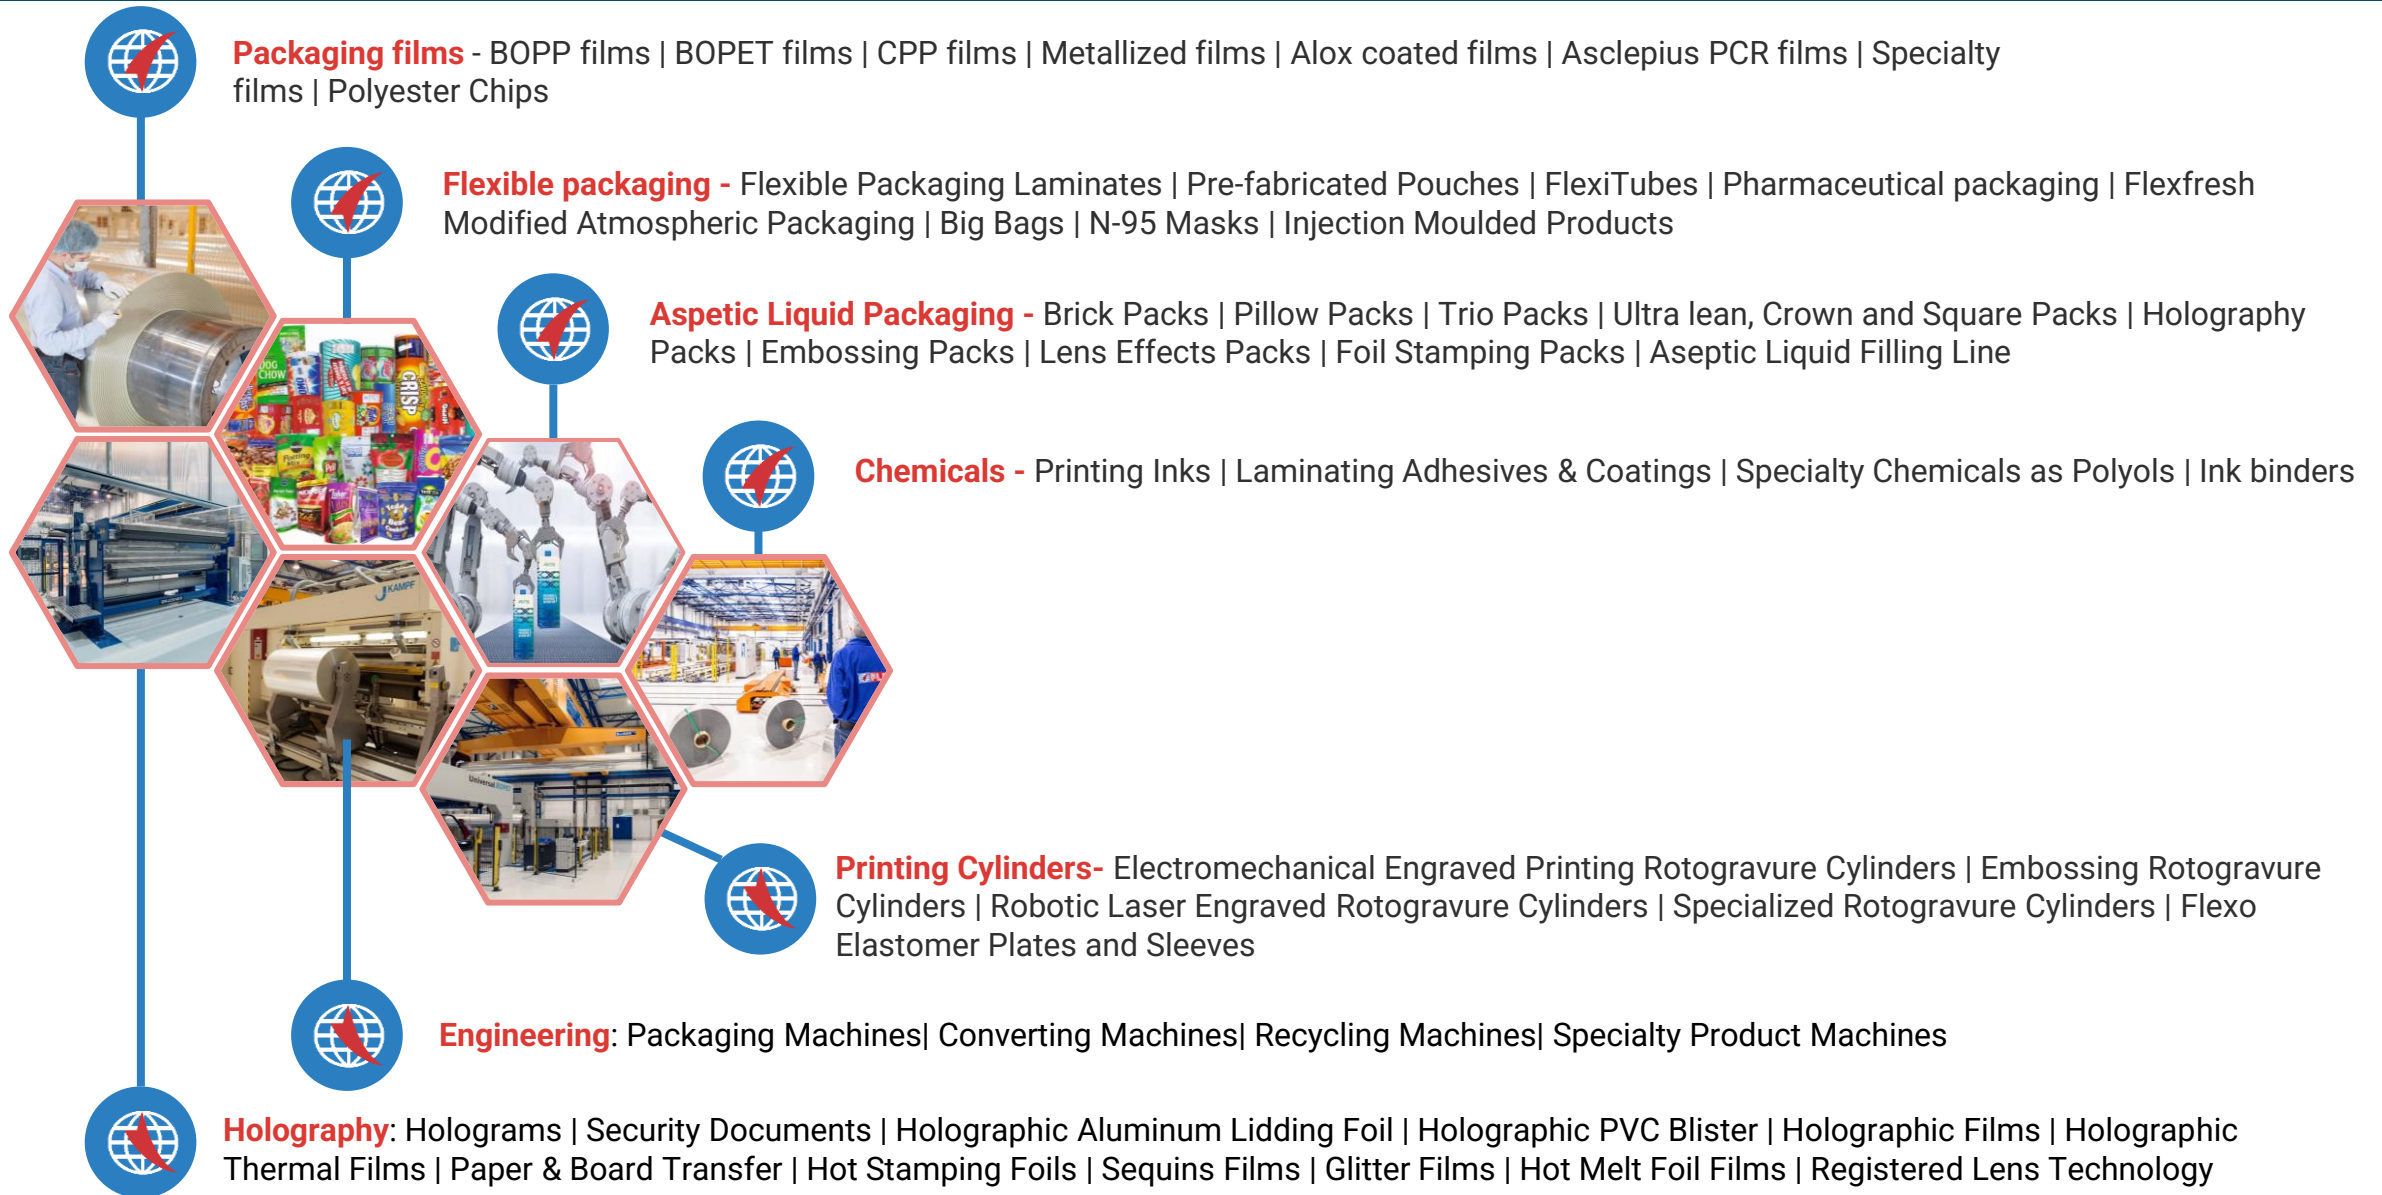 Packaging films - BOPP films | BOPET films | CPP films | Metallized films | Alox coated films | Asclepius PCR films | Specialty
films | Polyester Chips
Flexible packaging - Flexible Packaging Laminates | Pre-fabricated Pouches | FlexiTubes | Pharmaceutical packaging | Flexfresh
Modified Atmospheric Packaging | Big Bags | N-95 Masks | Injection Moulded Products
Aspetic Liquid Packaging - Brick Packs | Pillow Packs | Trio Packs | Ultra lean, Crown and Square Packs | Holography
Packs | Embossing Packs | Lens Effects Packs | Foil Stamping Packs | Aseptic Liquid Filling Line
DOG
CHOW
CRISP
Chemicals - Printing Inks | Laminating Adhesives & Coatings | Specialty Chemicals as Polyols | Ink binders
KAMPF
Universal
Printing Cylinders- Electromechanical Engraved Printing Rotogravure Cylinders | Embossing Rotogravure
Cylinders | Robotic Laser Engraved Rotogravure Cylinders | Specialized Rotogravure Cylinders | Flexo
Elastomer Plates and Sleeves
Engineering: Packaging Machines| Converting Machines| Recycling Machines| Specialty Product Machines
Holography: Holograms | Security Documents | Holographic Aluminum Lidding Foil | Holographic PVC Blister | Holographic Films | Holographic
Thermal Films | Paper & Board Transfer | Hot Stamping Foils | Sequins Films | Glitter Films | Hot Melt Foil Films | Registered Lens Technology